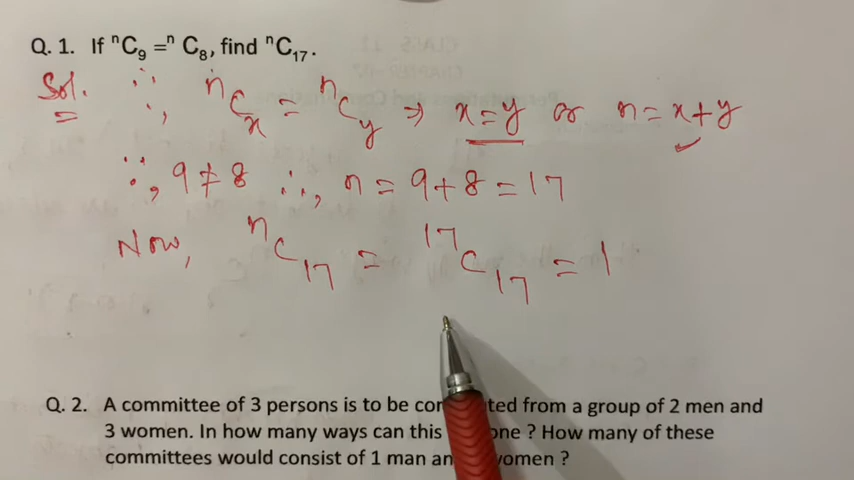 Q. 1. If ⁿC₉ =ⁿ C₈, find ⁿC₁₇.
Sol. ∵, ⁿCₓ = ⁿCᵧ ⇒ x = y or n = x + y
∵, 9 ≠ 8 ∴, n = 9 + 8 = 17
Now, ⁿC₁₇ = ¹⁷C₁₇ = 1
Q. 2. A committee of 3 persons is to be con ted from a group of 2 men and
3 women. In how many ways can this one ? How many of these
committees would consist of 1 man an women ?